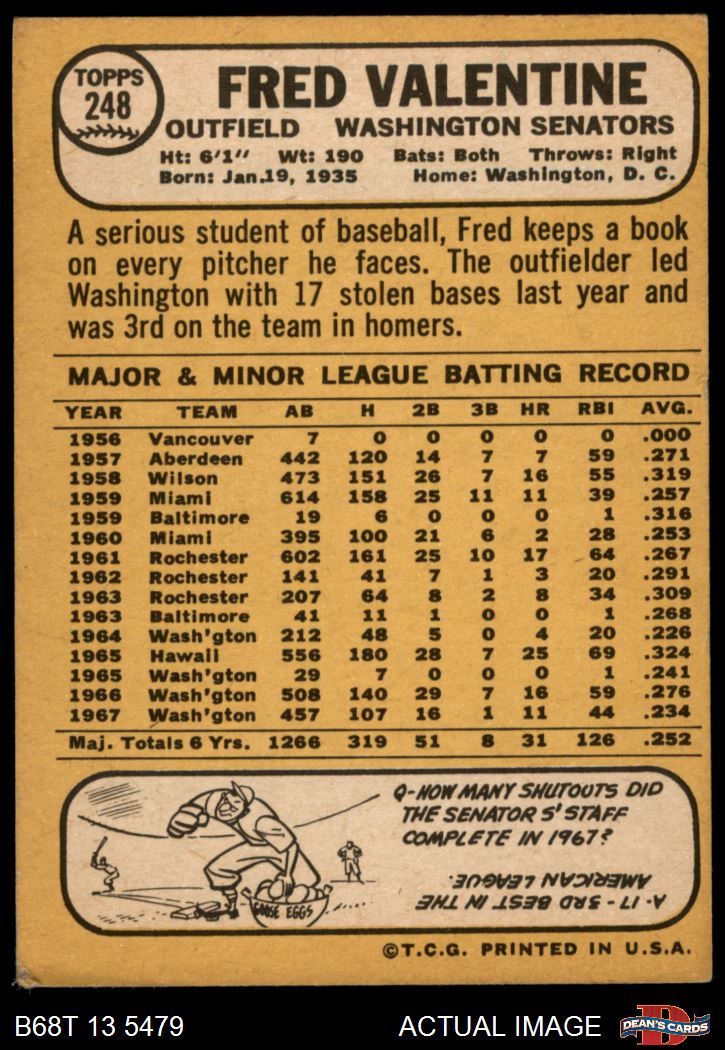 TOPPS
248
FRED VALENTINE
OUTFIELD WASHINGTON SENATORS
Ht: 6'1" Wt: 190 Bats: Both Throws: Right
Born: Jan.19, 1935 Home: Washington, D. C.
A serious student of baseball, Fred keeps a book
on every pitcher he faces. The outfielder led
Washington with 17 stolen bases last year and
was 3rd on the team in homers.
MAJOR & MINOR LEAGUE BATTING RECORD
YEAR TEAM AB H 2B 3B HR RBI AVG.
1956 Vancouver 7 0 0 0 0 0 .000
1957 Aberdeen 442 120 14 7 7 59 .271
1958 Wilson 473 151 26 7 16 55 .319
1959 Miami 614 158 25 11 11 39 .257
1959 Baltimore 19 6 0 0 0 1 .316
1960 Miami 395 100 21 6 2 28 .253
1961 Rochester 602 161 25 10 17 64 .267
1962 Rochester 141 41 7 1 3 20 .291
1963 Rochester 207 64 8 2 8 34 .309
1963 Baltimore 41 11 1 0 0 1 .268
1964 Wash'gton 212 48 5 0 4 20 .226
1965 Hawaii 556 180 28 7 25 69 .324
1965 Wash'gton 29 7 0 0 0 1 .241
1966 Wash'gton 508 140 29 7 16 59 .276
1967 Wash'gton 457 107 16 1 11 44 .234
Maj. Totals 6 Yrs. 1266 319 51 8 31 126 .252
Q-HOW MANY SHUTOUTS DID
THE SENATOR S' STAFF
COMPLETE IN 1967?
A-17 - 3RD BEST IN THE
AMERICAN LEAGUE.
GOOSE EGGS
©T.C.G. PRINTED IN U.S.A.
B68T 13 5479 ACTUAL IMAGE D DEAN'S CARDS